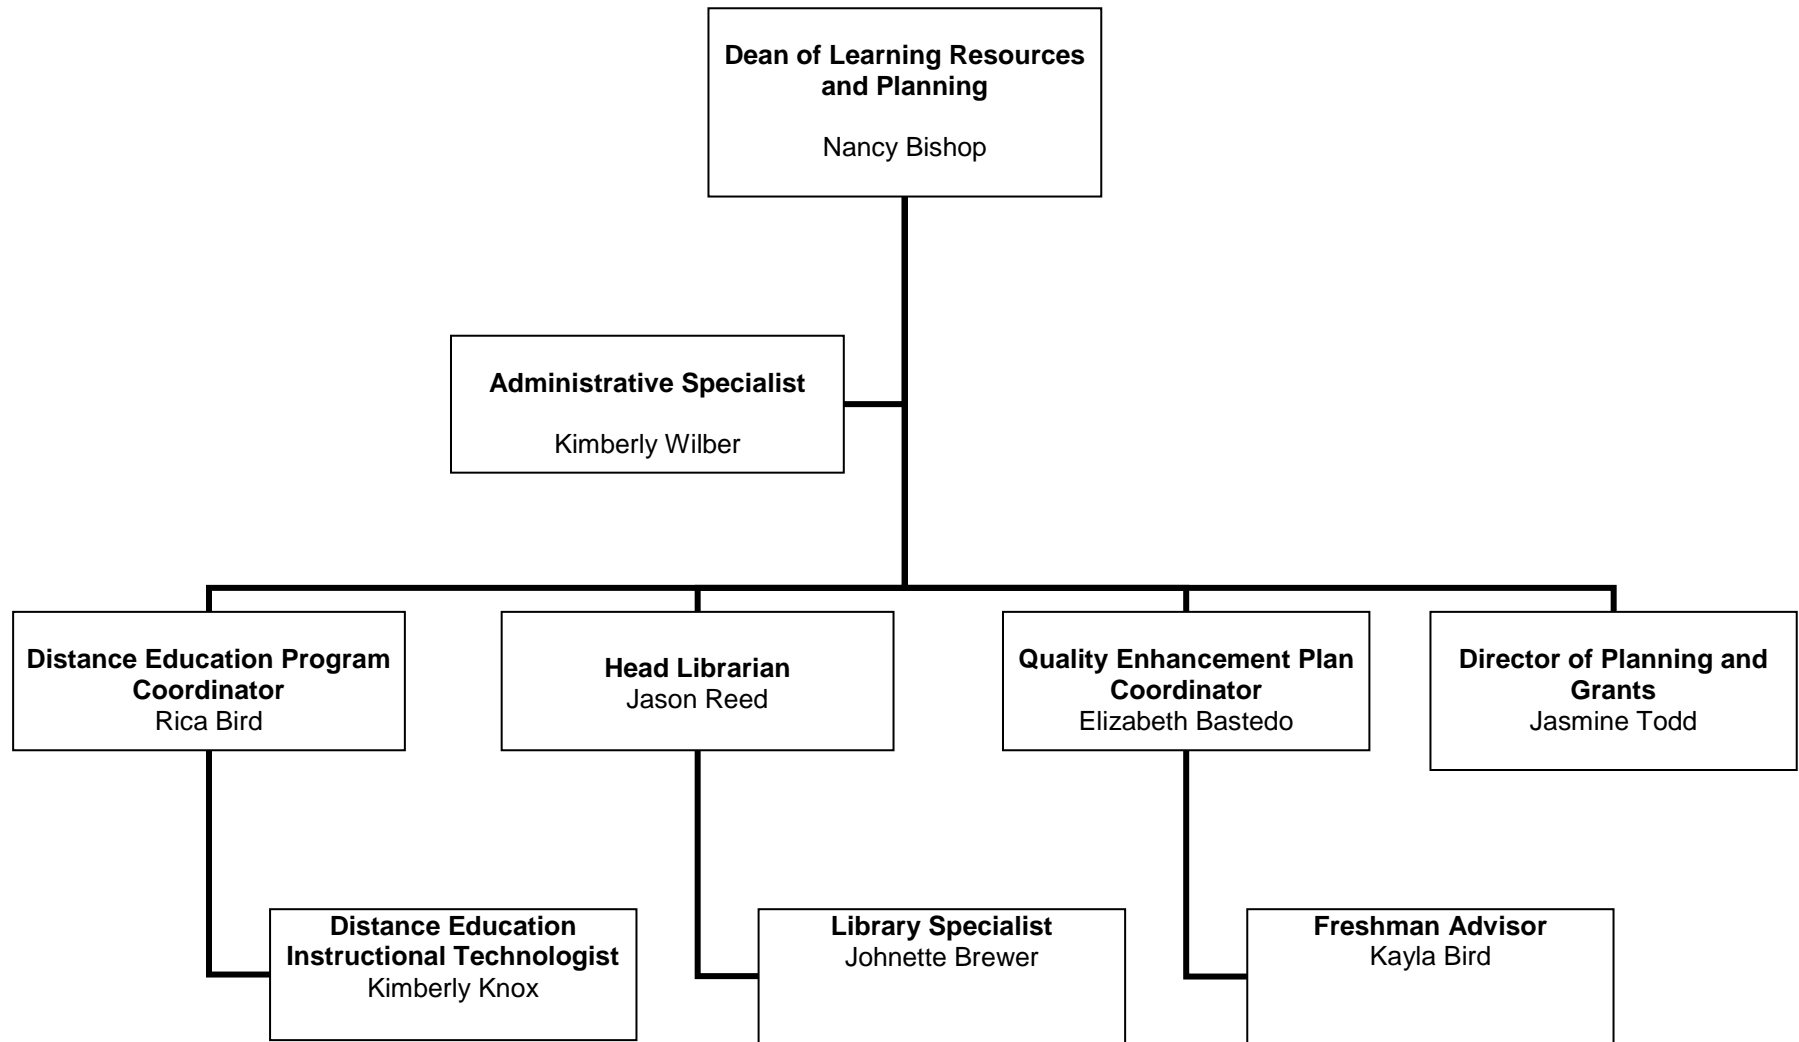 Dean of Learning Resources
and Planning
Nancy Bishop
Administrative Specialist
Kimberly Wilber
Distance Education Program
Coordinator
Rica Bird
Head Librarian
Jason Reed
Quality Enhancement Plan
Coordinator
Elizabeth Bastedo
Director of Planning and
Grants
Jasmine Todd
Distance Education
Instructional Technologist
Kimberly Knox
Library Specialist
Johnette Brewer
Freshman Advisor
Kayla Bird